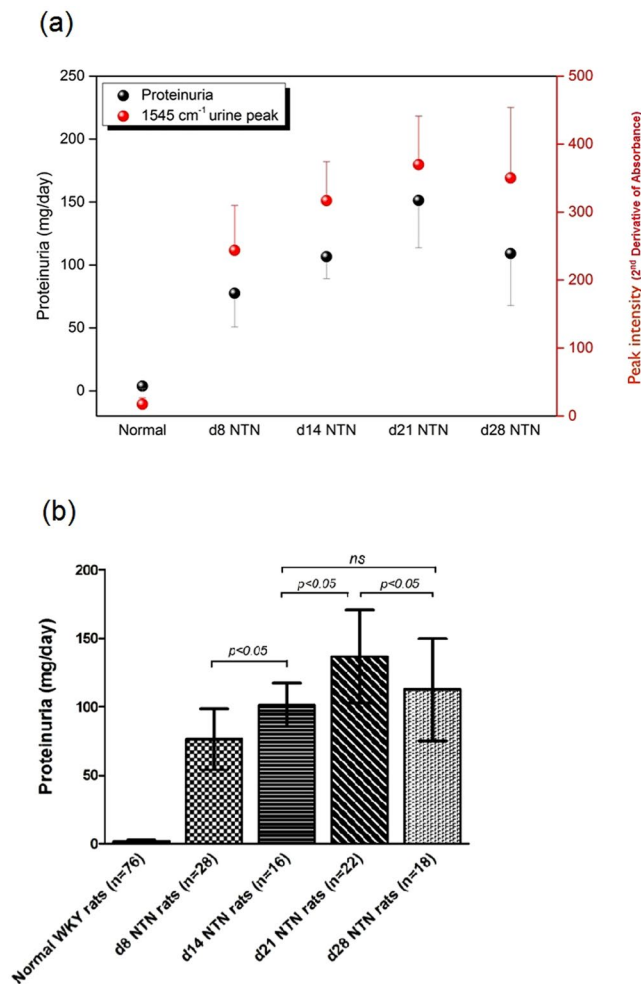 (a)
Proteinuria
1545 cm⁻¹ urine peak
250
200
150
100
50
0
Proteinuria (mg/day)
500
400
300
200
100
0
Peak intensity (2nd Derivative of Absorbance)
Normal d8 NTN d14 NTN d21 NTN d28 NTN
(b)
200
150
100
50
0
Proteinuria (mg/day)
ns
p<0.05 p<0.05
p<0.05
Normal WKY rats (n=76)
d8 NTN rats (n=28)
d14 NTN rats (n=16)
d21 NTN rats (n=22)
d28 NTN rats (n=18)